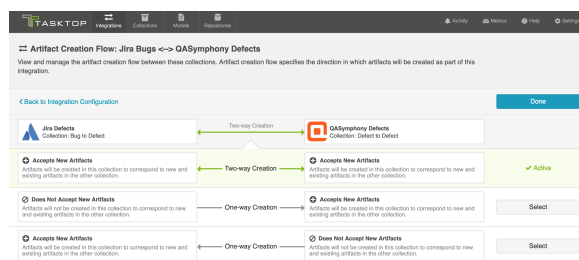 TASKTOP
Integrations
Collections
Models
Repositories
Activity
Metrics
Help
Settings
Artifact Creation Flow: Jira Bugs <--> QASymphony Defects
View and manage the artifact creation flow between these collections. Artifact creation flow specifies the direction in which artifacts will be created as part of this
integration.
Back to Integration Configuration
Done
Jira Defects
Collection: Bug to Defect
Two-way Creation
QASymphony Defects
Collection: Defect to Defect
Accepts New Artifacts
Artifacts will be created in this collection to correspond to new and
existing artifacts in the other collection.
Two-way Creation
Accepts New Artifacts
Artifacts will be created in this collection to correspond to new and
existing artifacts in the other collection.
Active
Does Not Accept New Artifacts
Artifacts will not be created in this collection to correspond to new
and existing artifacts in the other collection.
One-way Creation
Accepts New Artifacts
Artifacts will be created in this collection to correspond to new and
existing artifacts in the other collection.
Select
Accepts New Artifacts
Artifacts will be created in this collection to correspond to new and
existing artifacts in the other collection.
One-way Creation
Does Not Accept New Artifacts
Artifacts will not be created in this collection to correspond to new
and existing artifacts in the other collection.
Select